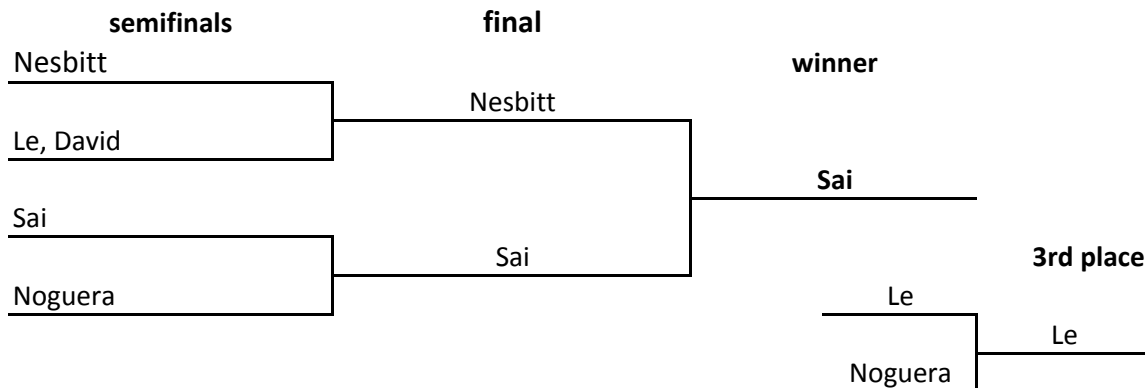 semifinals
final
Nesbitt
winner
Nesbitt
Le, David
Sai
Sai
Sai
3rd place
Noguera
Le
Le
Noguera